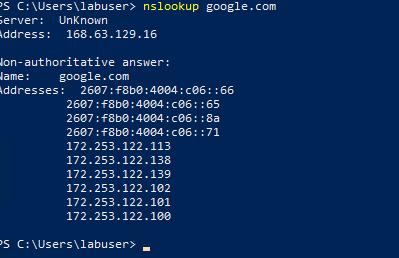 PS C:\Users\labuser> nslookup google.com
Server:  UnKnown
Address:  168.63.129.16

Non-authoritative answer:
Name:    google.com
Addresses:  2607:f8b0:4004:c06::66
          2607:f8b0:4004:c06::65
          2607:f8b0:4004:c06::8a
          2607:f8b0:4004:c06::71
          172.253.122.113
          172.253.122.138
          172.253.122.139
          172.253.122.102
          172.253.122.101
          172.253.122.100

PS C:\Users\labuser>